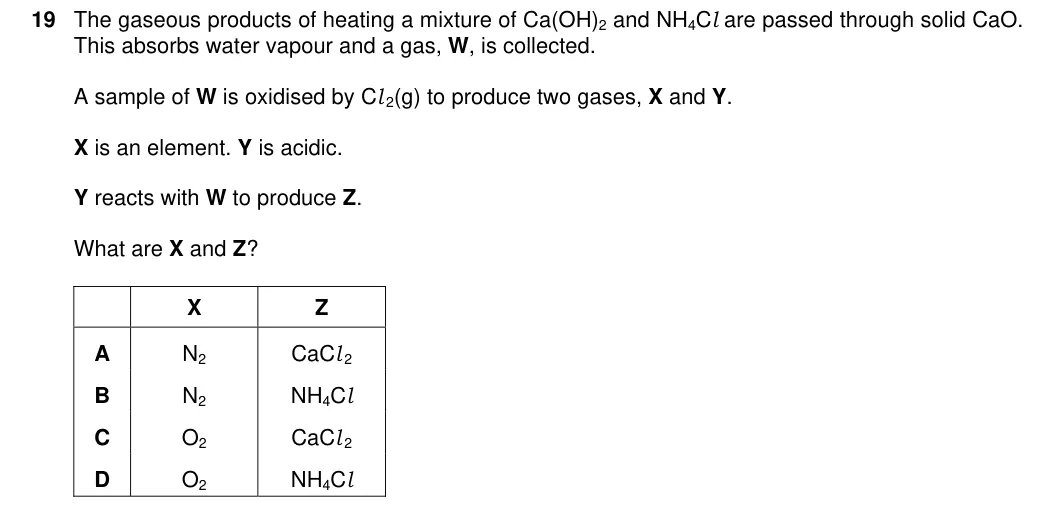 19 The gaseous products of heating a mixture of Ca(OH)₂ and NH₄Cl are passed through solid CaO.
This absorbs water vapour and a gas, W, is collected.
A sample of W is oxidised by Cl₂(g) to produce two gases, X and Y.
X is an element. Y is acidic.
Y reacts with W to produce Z.
What are X and Z?
X Z
A N₂ CaCl₂
B N₂ NH₄Cl
C O₂ CaCl₂
D O₂ NH₄Cl